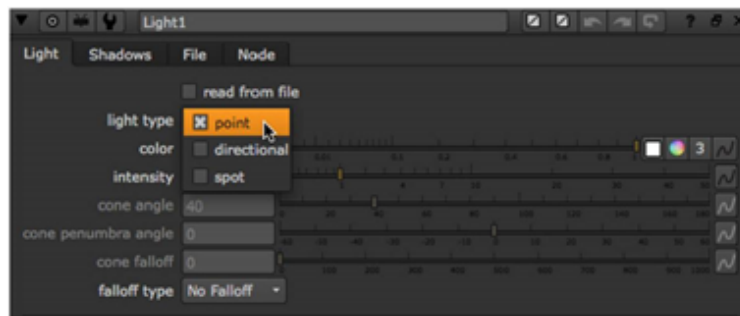 Light1
Light Shadows File Node
read from file
light type point
color directional 3
intensity spot
cone angle 40
cone penumbra angle 0
cone falloff 0
falloff type No Falloff